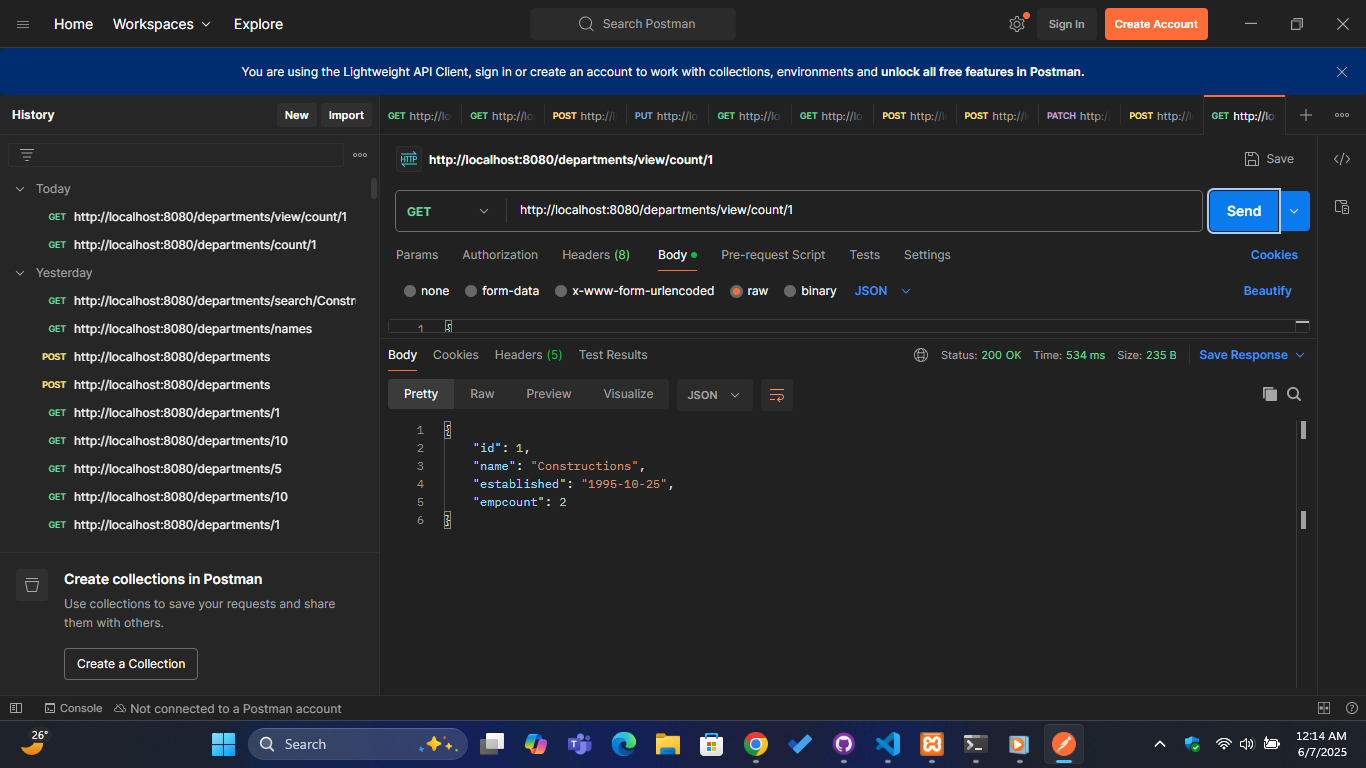 Home Workspaces Explore Search Postman Sign In Create Account
You are using the Lightweight API Client, sign in or create an account to work with collections, environments and unlock all free features in Postman.
History New Import
GET http://lo GET http://lo POST http://l PUT http://lo GET http://lo GET http://lo POST http://l POST http://l PATCH http:/ POST http://l GET http://lo
HTTP http://localhost:8080/departments/view/count/1 Save
Today
GET http://localhost:8080/departments/view/count/1
GET http://localhost:8080/departments/count/1
Yesterday
GET http://localhost:8080/departments/search/Constr
GET http://localhost:8080/departments/names
POST http://localhost:8080/departments
POST http://localhost:8080/departments
GET http://localhost:8080/departments/1
GET http://localhost:8080/departments/10
GET http://localhost:8080/departments/5
GET http://localhost:8080/departments/10
GET http://localhost:8080/departments/1
Create collections in Postman
Use collections to save your requests and share
them with others.
Create a Collection
GET http://localhost:8080/departments/view/count/1 Send
Params Authorization Headers (8) Body Pre-request Script Tests Settings Cookies
none form-data x-www-form-urlencoded raw binary JSON Beautify
1 {
Body Cookies Headers (5) Test Results Status: 200 OK Time: 534 ms Size: 235 B Save Response
Pretty Raw Preview Visualize JSON
1 {
2 "id": 1,
3 "name": "Constructions",
4 "established": "1995-10-25",
5 "empcount": 2
6 }
Console Not connected to a Postman account
26°
Search
12:14 AM
6/7/2025